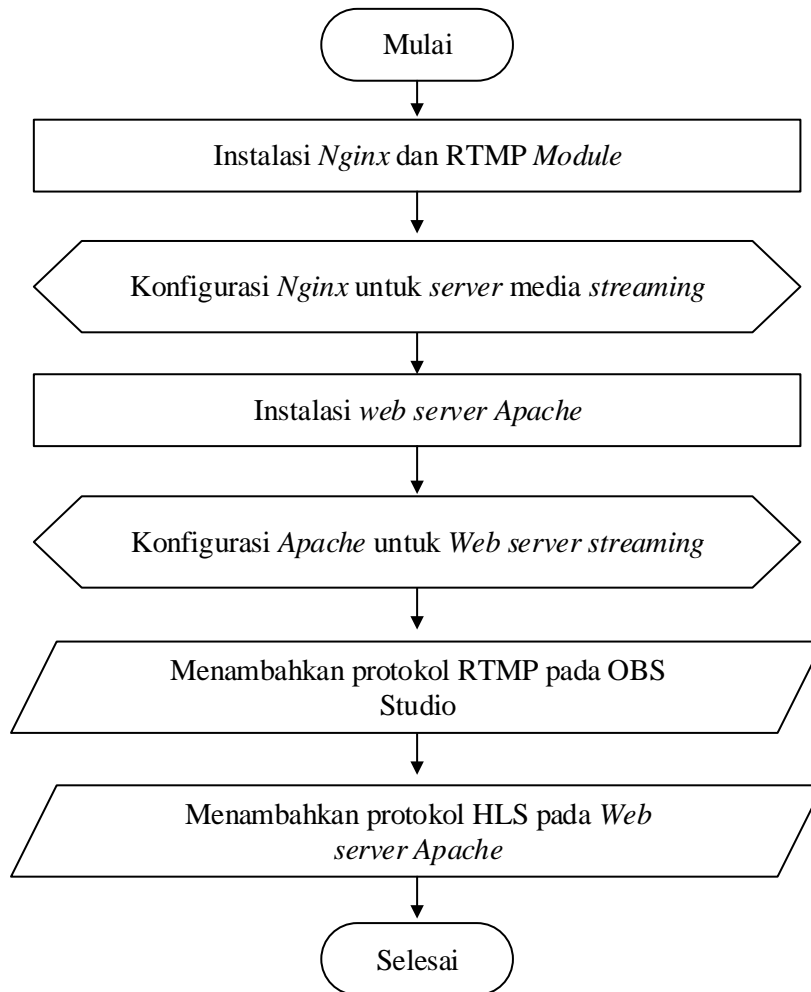 Mulai
Instalasi Nginx dan RTMP Module
Konfigurasi Nginx untuk server media streaming
Instalasi web server Apache
Konfigurasi Apache untuk Web server streaming
Menambahkan protokol RTMP pada OBS
Studio
Menambahkan protokol HLS pada Web
server Apache
Selesai